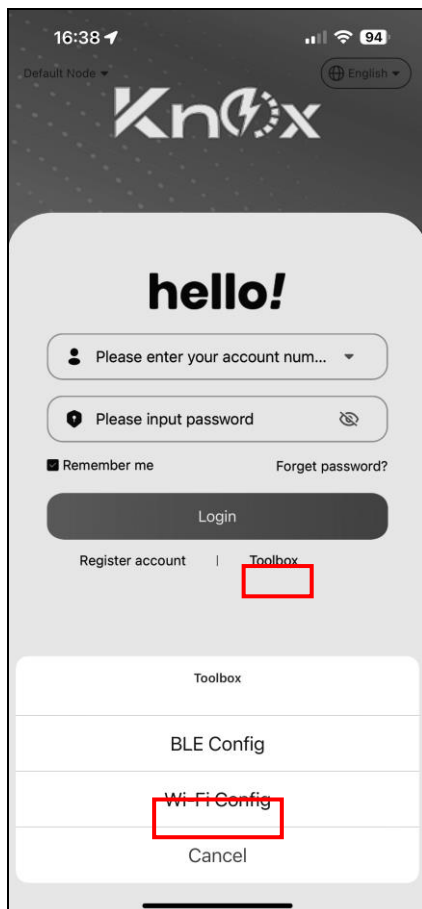 16:38
94
Default Node
English
Knox
hello!
Please enter your account num...
Please input password
Remember me
Forget password?
Login
Register account | Toolbox
Toolbox
BLE Config
Wi-Fi Config
Cancel